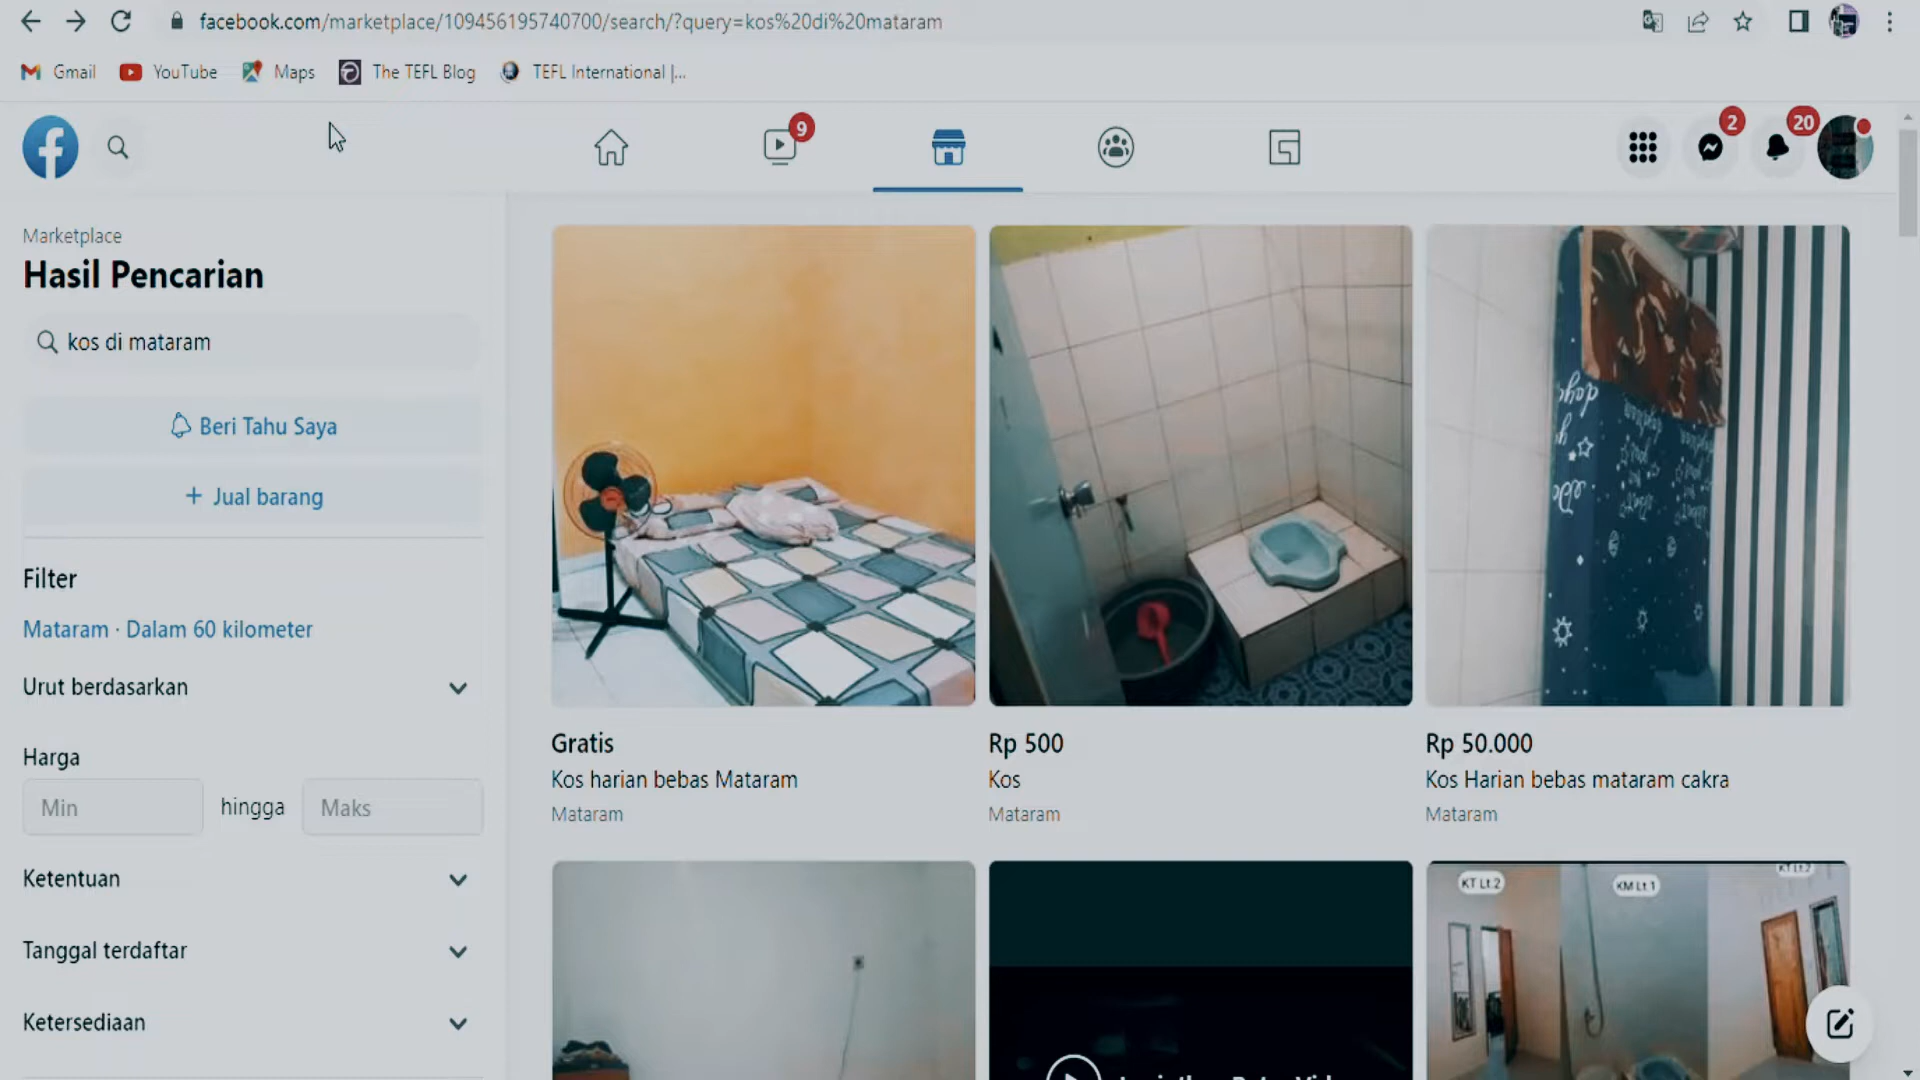 facebook.com/marketplace/109456195740700/search/?query=kos%20di%20mataram
Gmail
YouTube
Maps
The TEFL Blog
TEFL International |...
9
2
20
Marketplace
Hasil Pencarian
kos di mataram
Beri Tahu Saya
+ Jual barang
Filter
Mataram · Dalam 60 kilometer
Urut berdasarkan
Harga
Min hingga Maks
Ketentuan
Tanggal terdaftar
Ketersediaan
Gratis
Kos harian bebas Mataram
Mataram
Rp 500
Kos
Mataram
Rp 50.000
Kos Harian bebas mataram cakra
Mataram
KT Lt.2
KM Lt.1
KT Lt.2